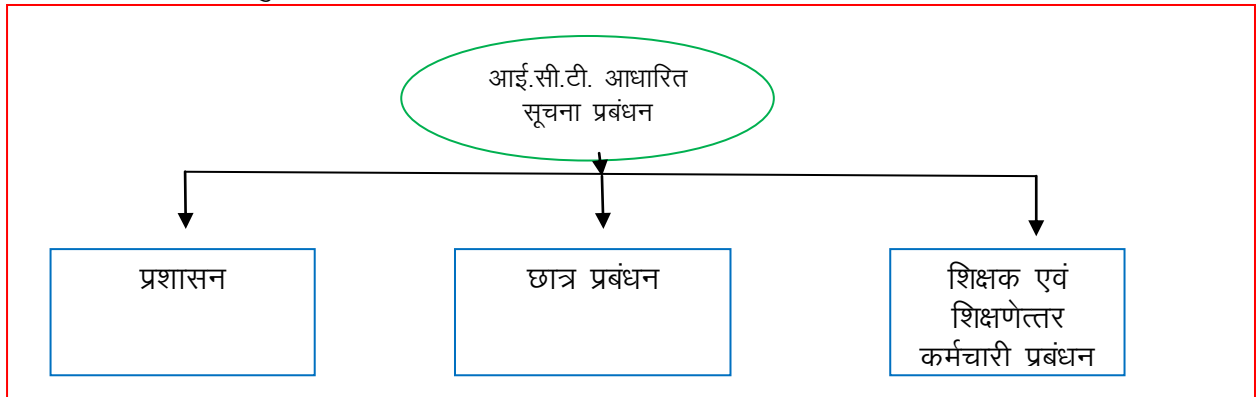 आई.सी.टी. आधारित
सूचना प्रबंधन
प्रशासन
छात्र प्रबंधन
शिक्षक एवं
शिक्षणेत्तर
कर्मचारी प्रबंधन